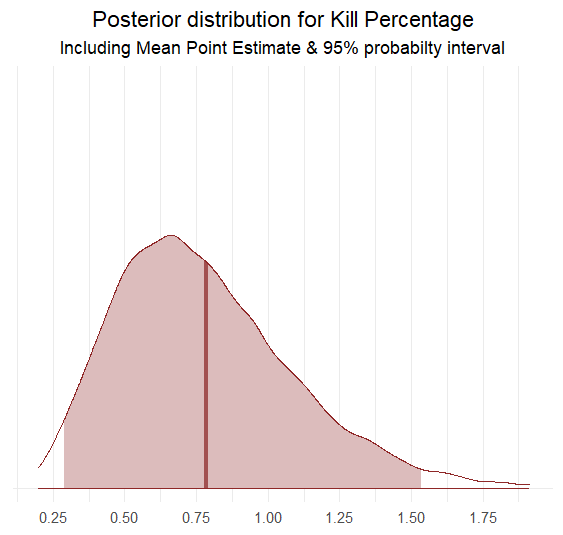 Posterior distribution for Kill Percentage
Including Mean Point Estimate & 95% probabilty interval
0.25 0.50 0.75 1.00 1.25 1.50 1.75